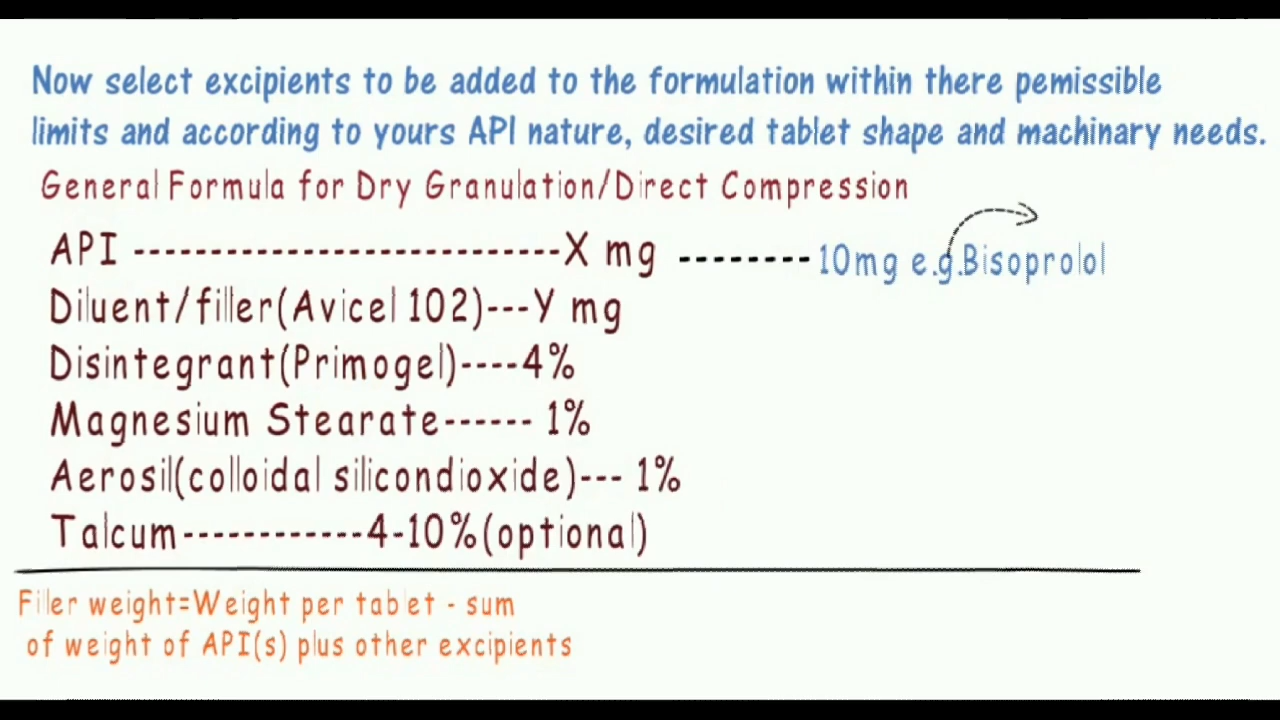 Now select excipients to be added to the formulation within there pemissible
limits and according to yours API nature, desired tablet shape and machinary needs.
General Formula for Dry Granulation/Direct Compression
API ----------------------------X mg --------10mg e.g.Bisoprolol
Diluent/filler(Avicel 102)---Y mg
Disintegrant(Primogel)----4%
Magnesium Stearate------ 1%
Aerosil(colloidal silicondioxide)--- 1%
Talcum------------4-10%(optional)
Filler weight=Weight per tablet - sum
of weight of API(s) plus other excipients